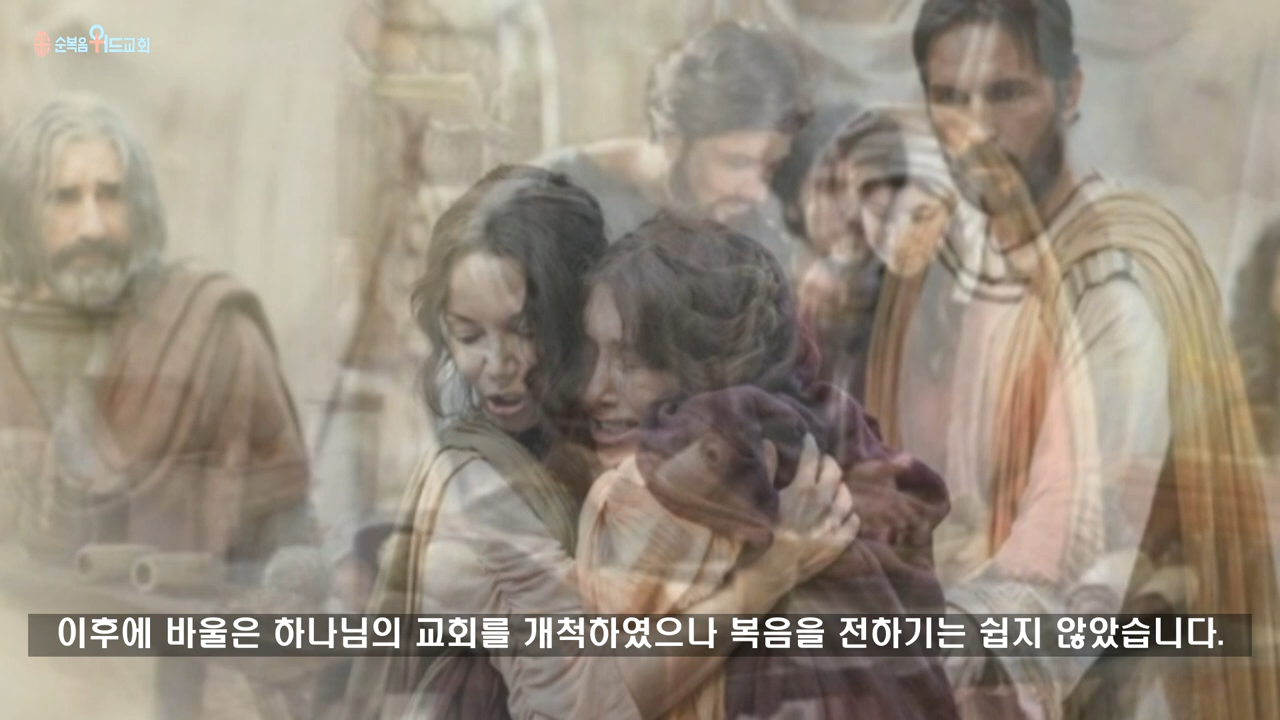 순복음 워드교회
이후에 바울은 하나님의 교회를 개척하였으나 복음을 전하기는 쉽지 않았습니다.